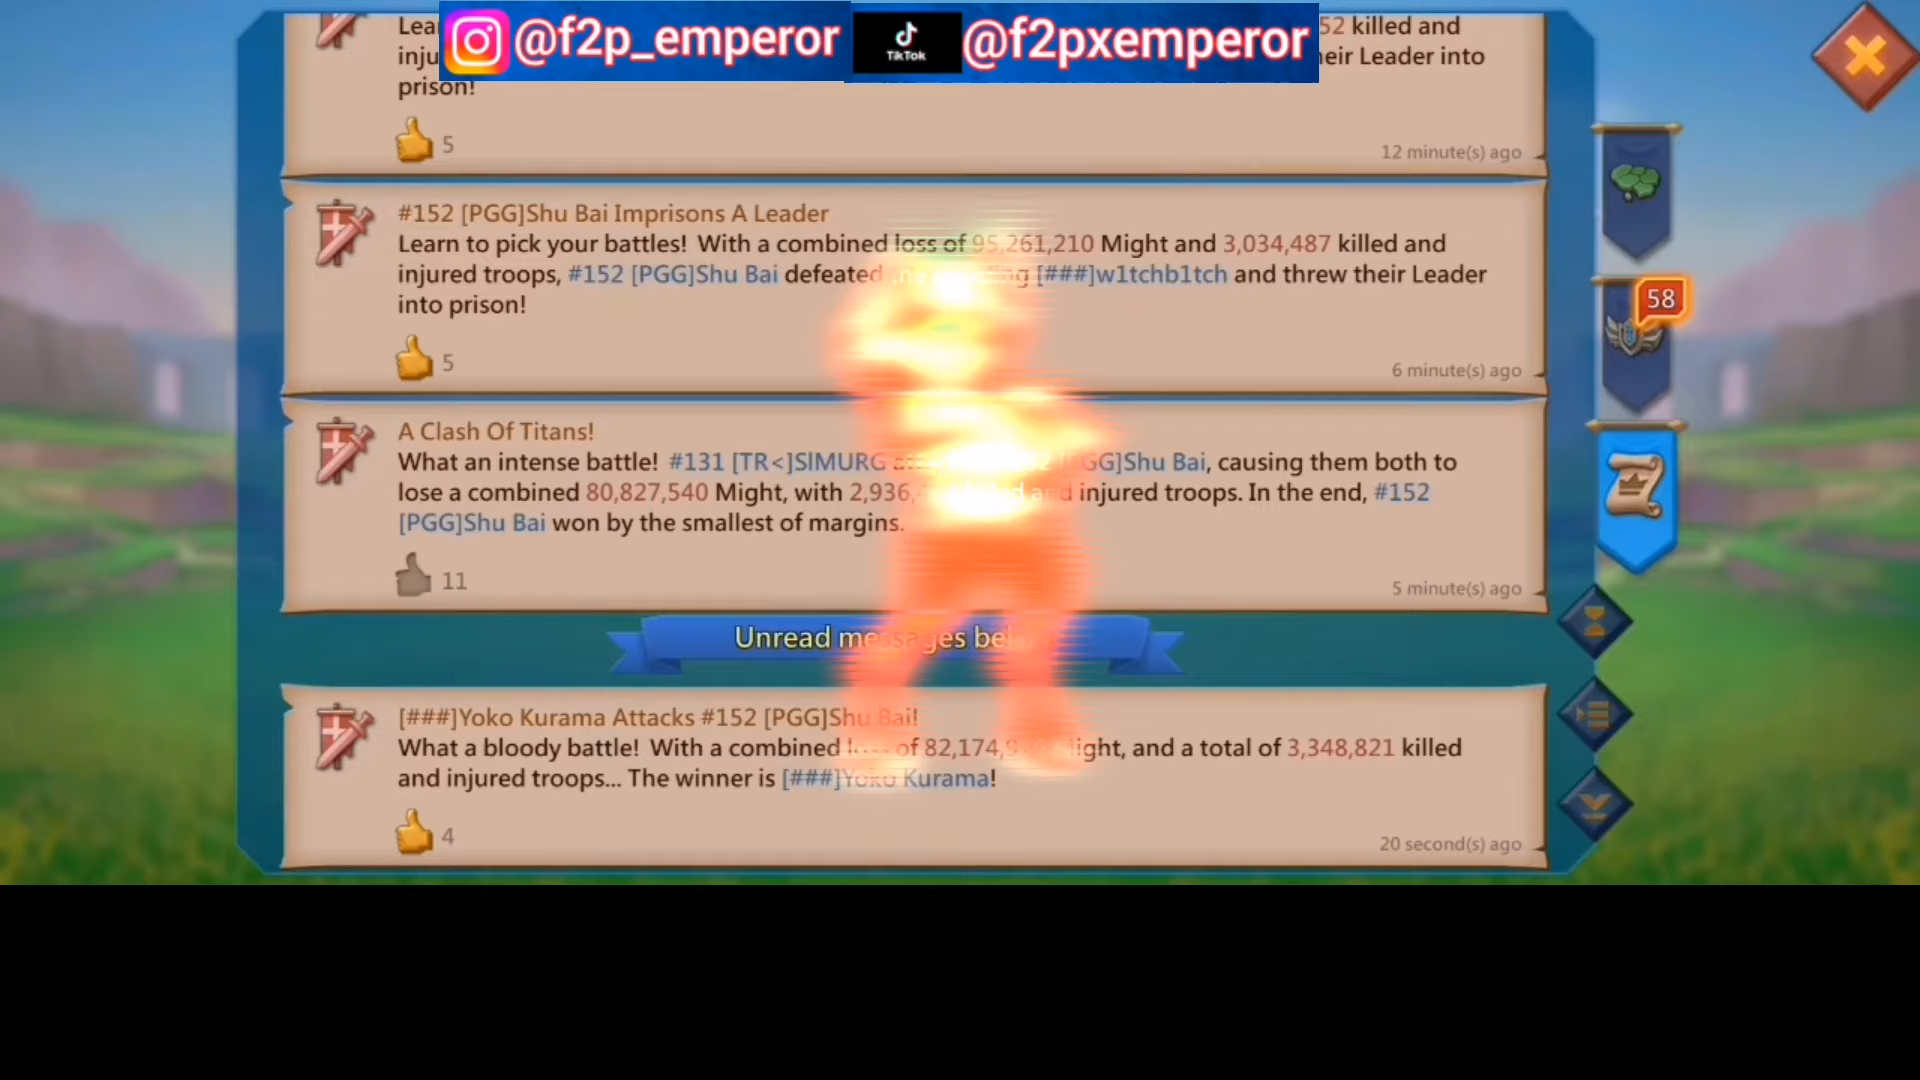 @f2p_emperor TikTok @f2pxemperor
52 killed and
eir Leader into
prison!
5
12 minute(s) ago
#152 [PGG]Shu Bai Imprisons A Leader
Learn to pick your battles! With a combined loss of 95,261,210 Might and 3,034,487 killed and
injured troops, #152 [PGG]Shu Bai defeated [###]w1tchb1tch and threw their Leader
into prison!
5
6 minute(s) ago
58
A Clash Of Titans!
What an intense battle! #131 [TR<]SIMURG Shu Bai, causing them both to
lose a combined 80,827,540 Might, with 2,936, and injured troops. In the end, #152
[PGG]Shu Bai won by the smallest of margins.
11
5 minute(s) ago
Unread messages
[###]Yoko Kurama Attacks #152 [PGG]Shu Bai!
What a bloody battle! With a combined loss of 82,174,9 Might, and a total of 3,348,821 killed
and injured troops... The winner is [###]Yoko Kurama!
4
20 second(s) ago